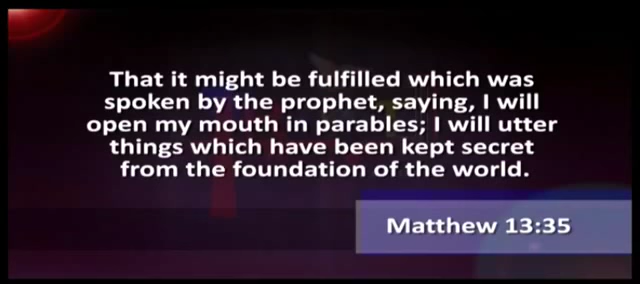 That it might be fulfilled which was
spoken by the prophet, saying, I will
open my mouth in parables; I will utter
things which have been kept secret
from the foundation of the world.
Matthew 13:35